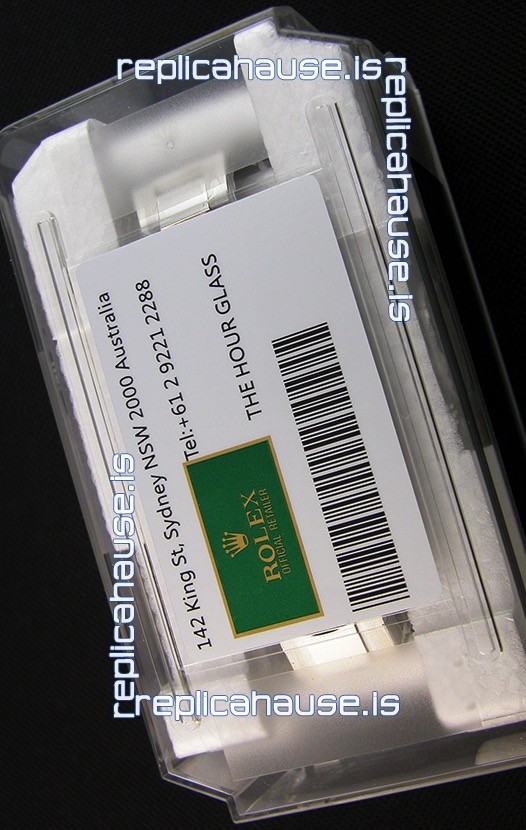 replicahause.is
replicahause.is
142 King St, Sydney NSW 2000 Australia
Tel:+61 2 9221 2288
THE HOUR GLASS
ROLEX
OFFICIAL RETAILER
replicahause.is
replicahause.is